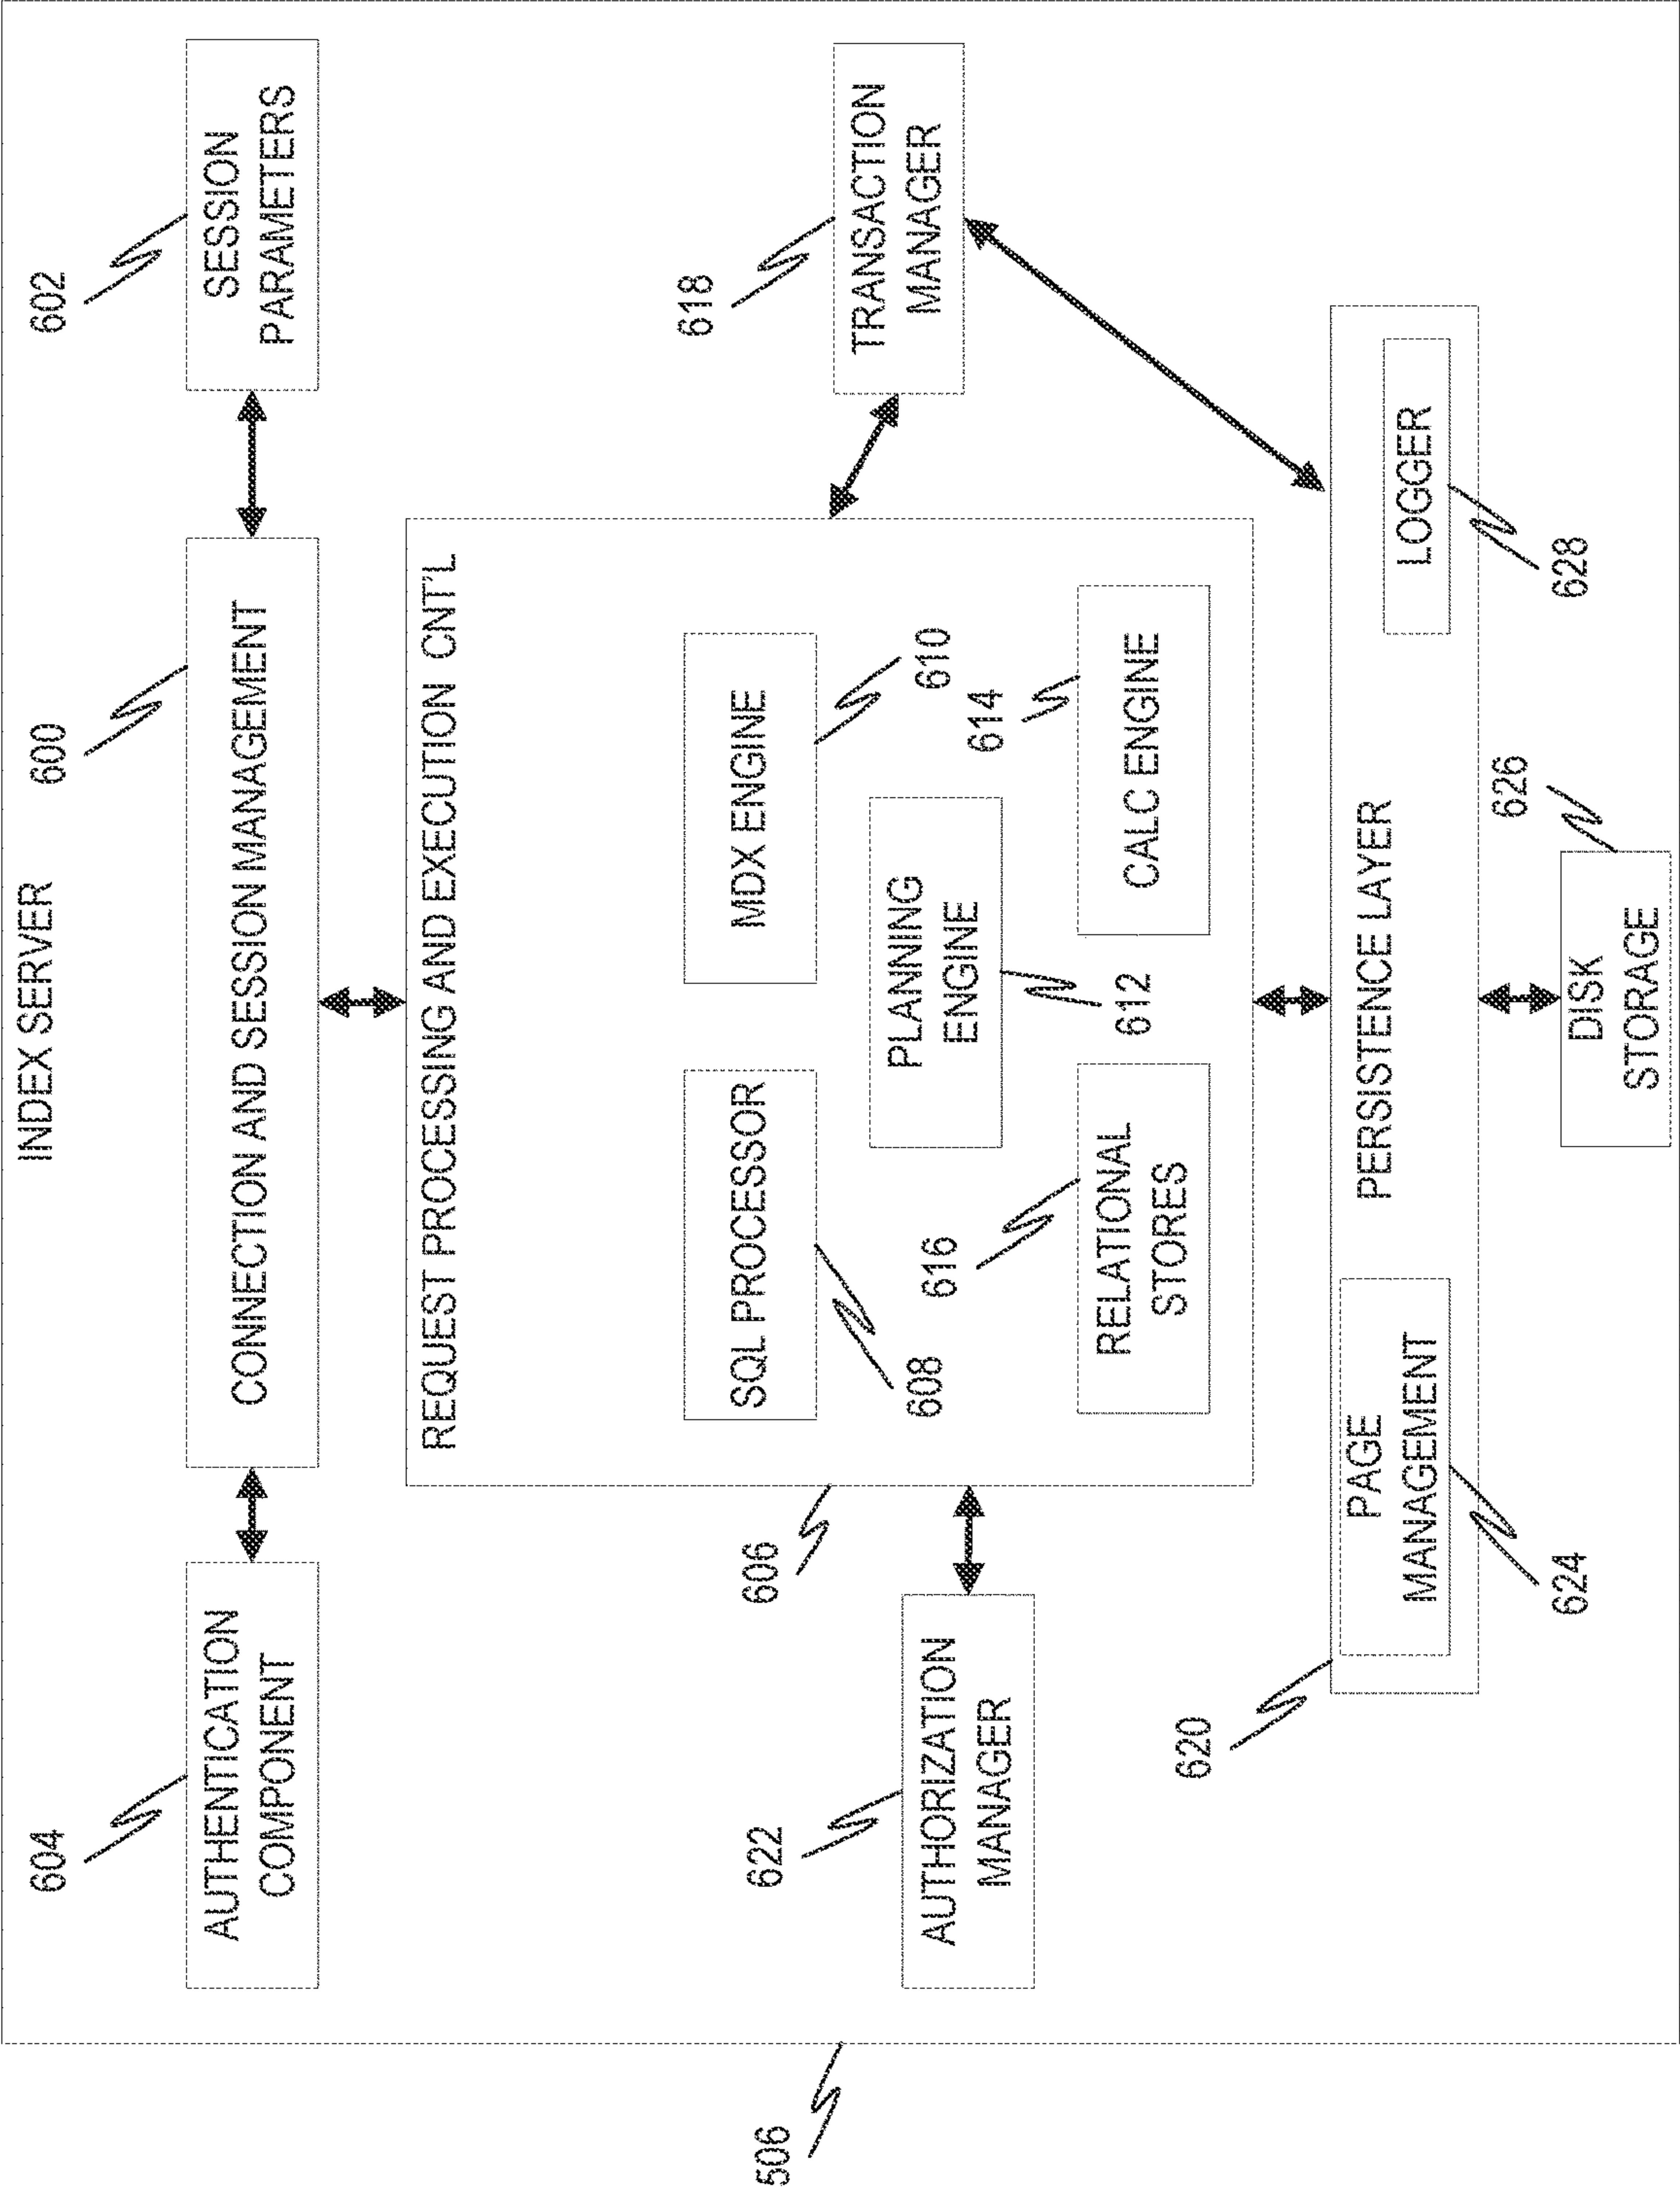 INDEX SERVER
506
604
600
602
AUTHENTICATION
COMPONENT
CONNECTION AND SESSION MANAGEMENT
SESSION
PARAMETERS
REQUEST PROCESSING AND EXECUTION CNT'L
606
SQL PROCESSOR
MDX ENGINE
608
610
PLANNING
ENGINE
612
616
614
RELATIONAL
STORES
CALC ENGINE
618
TRANSACTION
MANAGER
622
AUTHORIZATION
MANAGER
620
PERSISTENCE LAYER
PAGE
MANAGEMENT
LOGGER
624
626
628
DISK
STORAGE